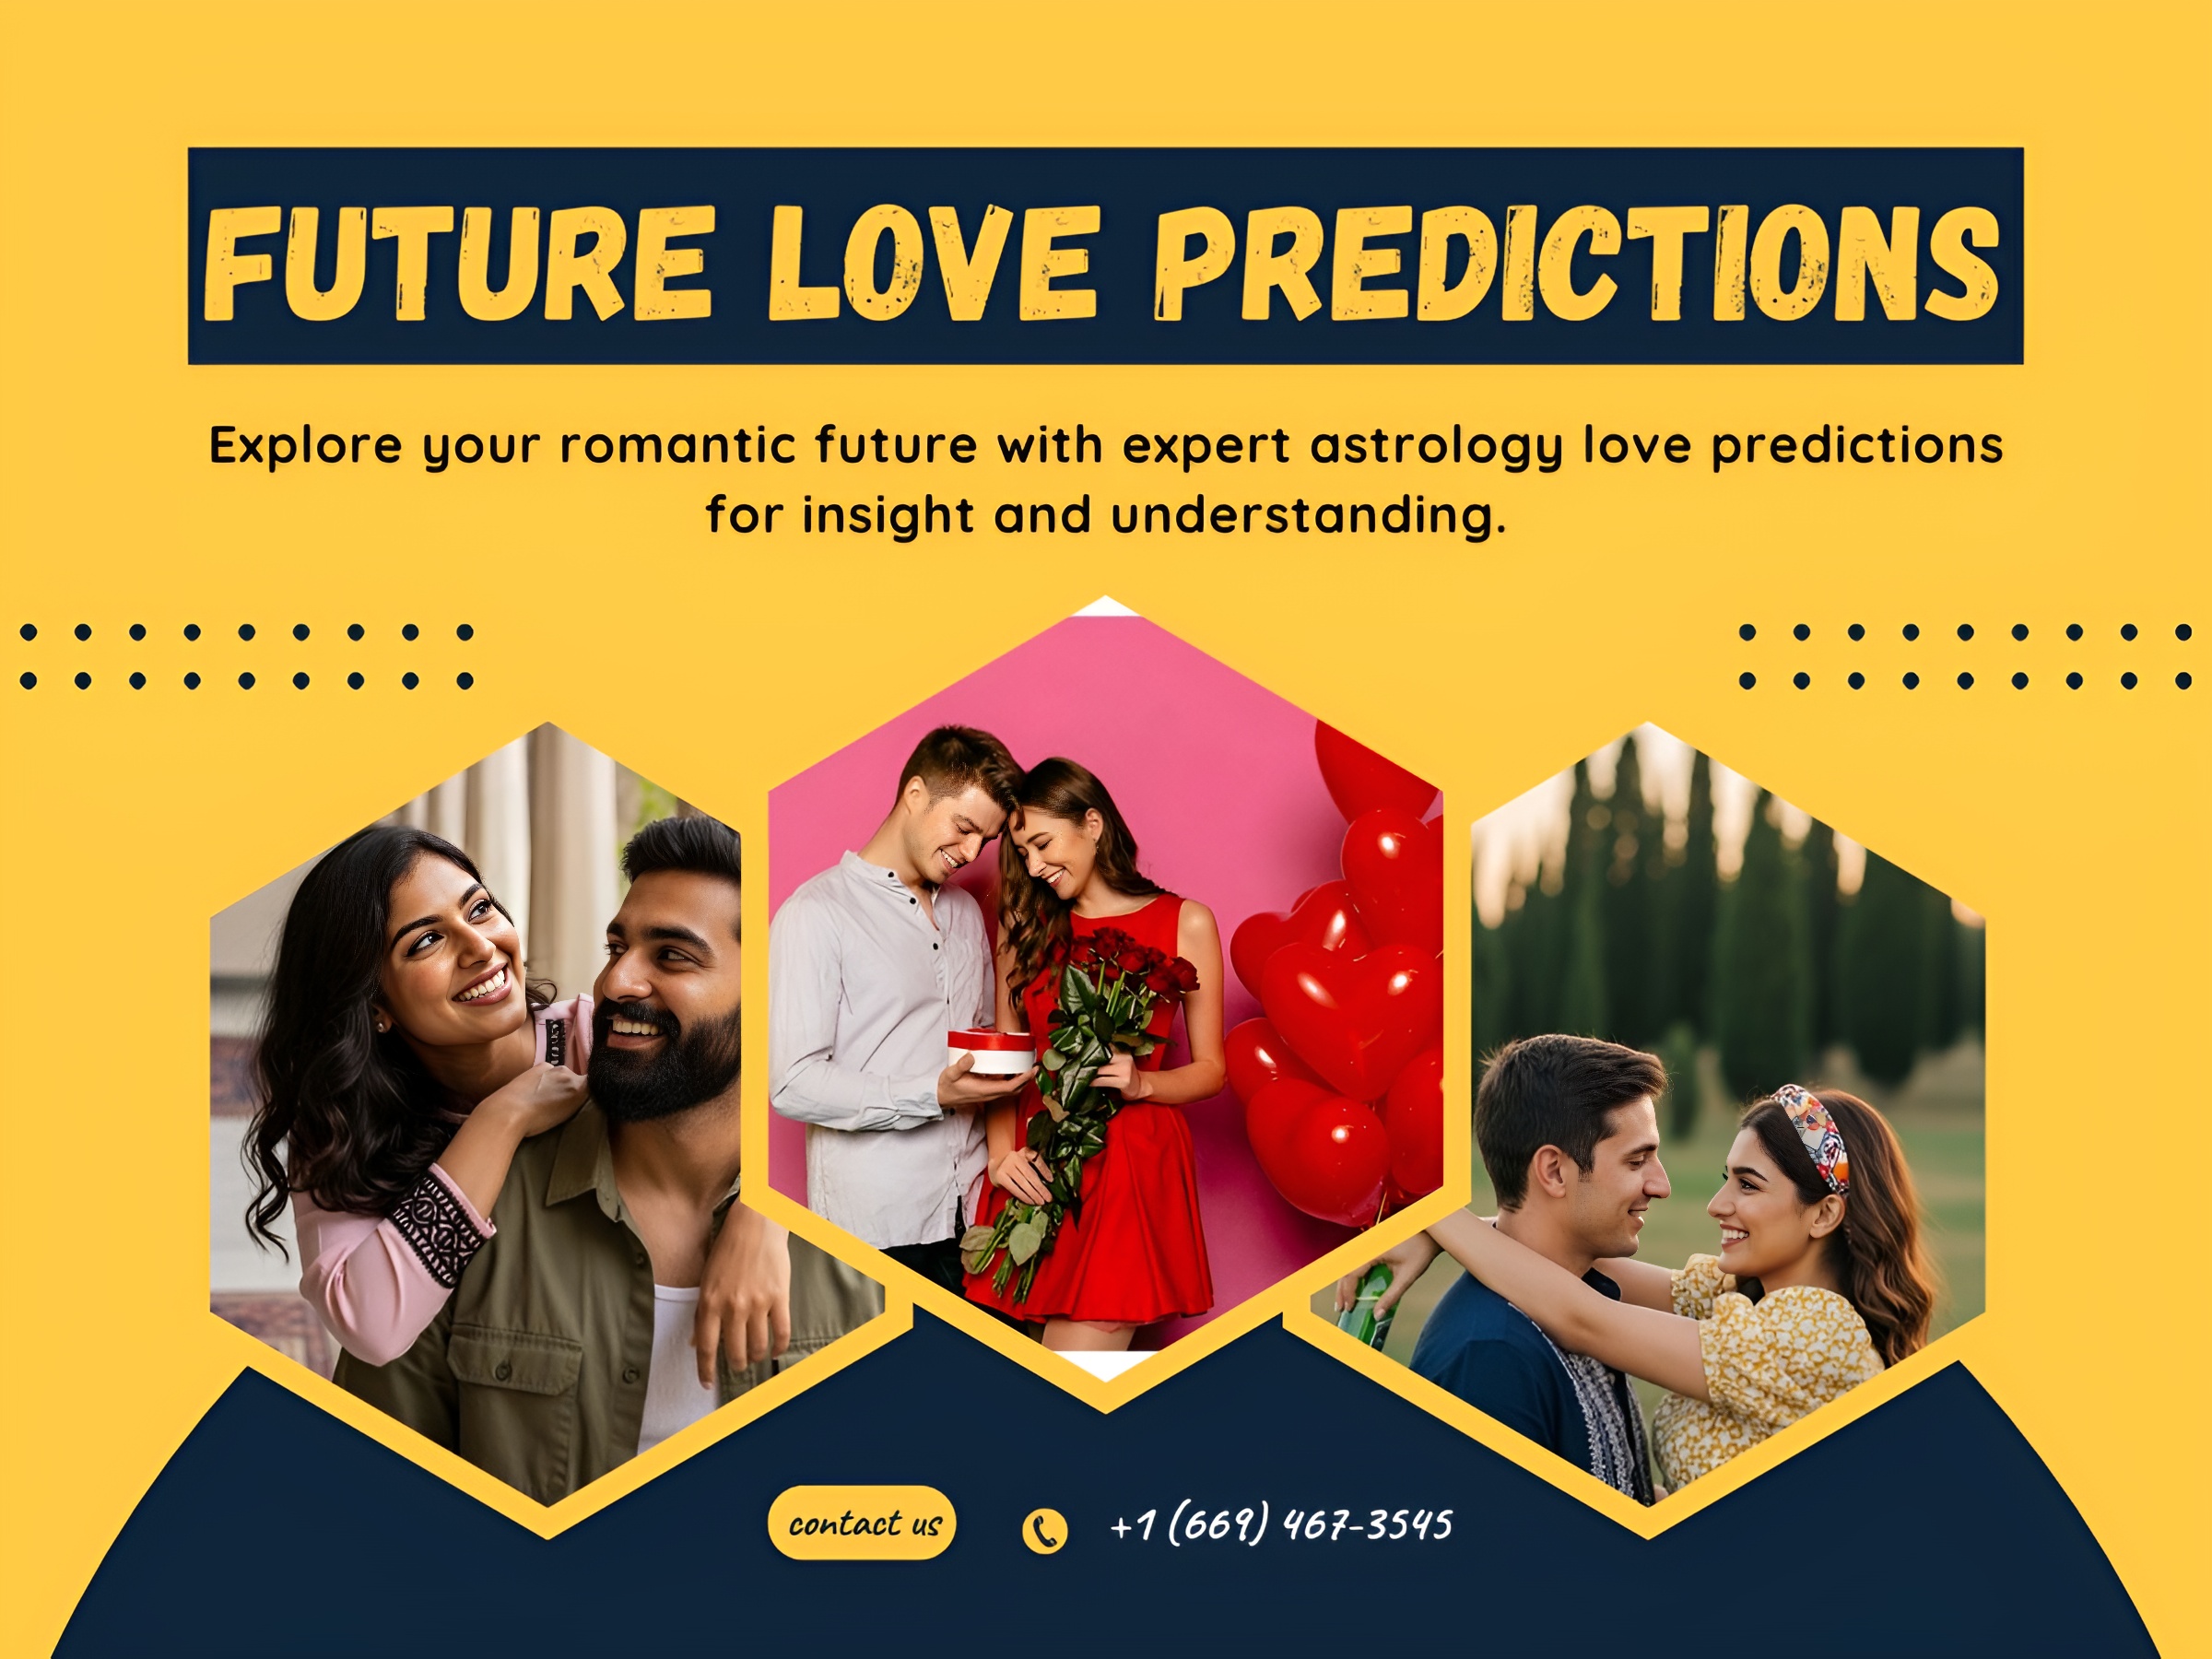 FUTURE LOVE PREDICTIONS
Explore your romantic future with expert astrology love predictions
for insight and understanding.
contact us
+1 (669) 467-3545